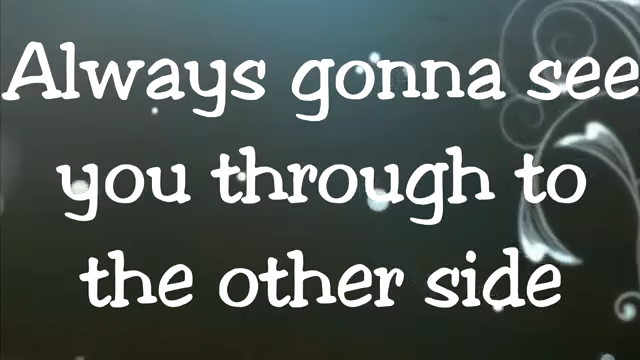 Always gonna see
you through to
the other side